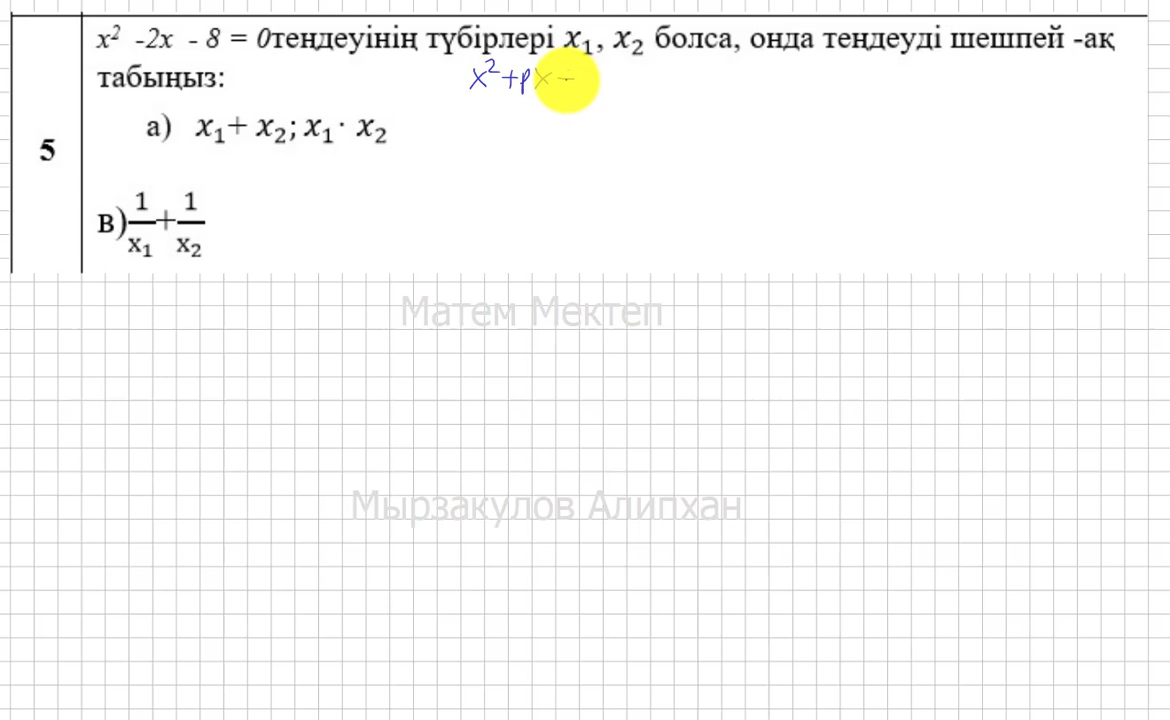 x² -2x - 8 = 0теңдеуінің түбірлері x₁, x₂ болса, онда теңдеуді шешпей -ақ
табыңыз:
x²+px
5
а) x₁+ x₂; x₁· x₂
в) 1/x₁ + 1/x₂
Матем Мектеп
Мырзакулов Алипхан